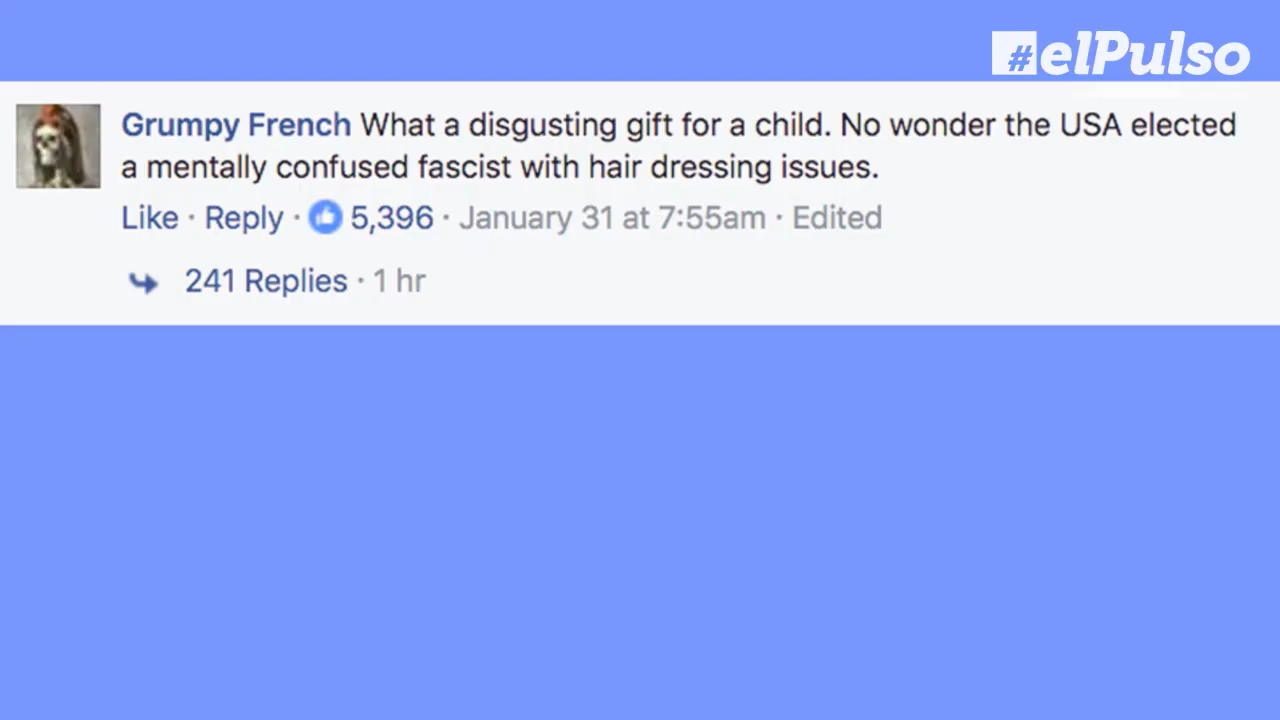 #elPulso
Grumpy French What a disgusting gift for a child. No wonder the USA elected
a mentally confused fascist with hair dressing issues.
Like · Reply · 5,396 · January 31 at 7:55am · Edited
241 Replies · 1 hr